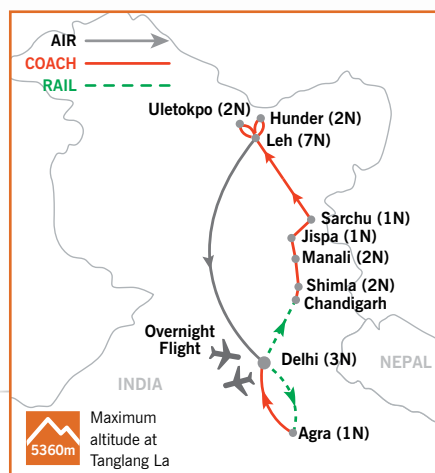 AIR
COACH
RAIL
Uletokpo (2N)
Hunder (2N)
Leh (7N)
Sarchu (1N)
Jispa (1N)
Manali (2N)
Shimla (2N)
Chandigarh
Overnight
Flight
Delhi (3N)
NEPAL
INDIA
Agra (1N)
5360m
Maximum
altitude at
Tanglang La